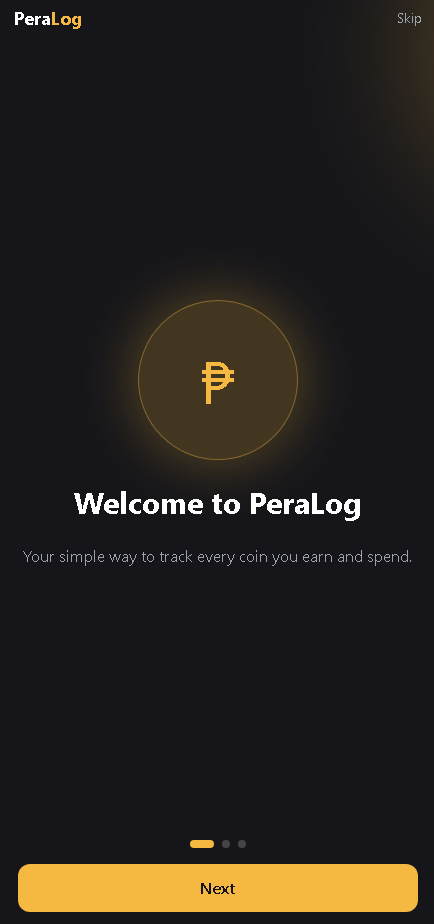 PeraLog
Skip
₱
Welcome to PeraLog
Your simple way to track every coin you earn and spend.
Next